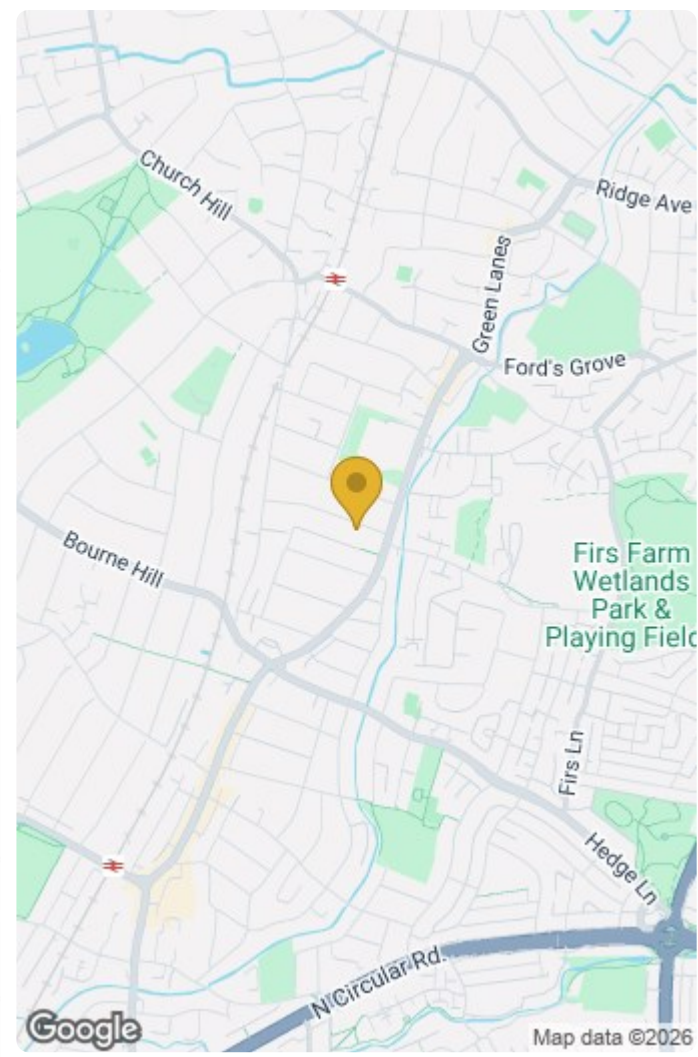 Church Hill
Ridge Ave
Green Lanes
Ford's Grove
Bourne Hill
Firs Farm
Wetlands
Park &
Playing Field
Firs Ln
Hedge Ln
N Circular Rd.
Google
Map data ©2026